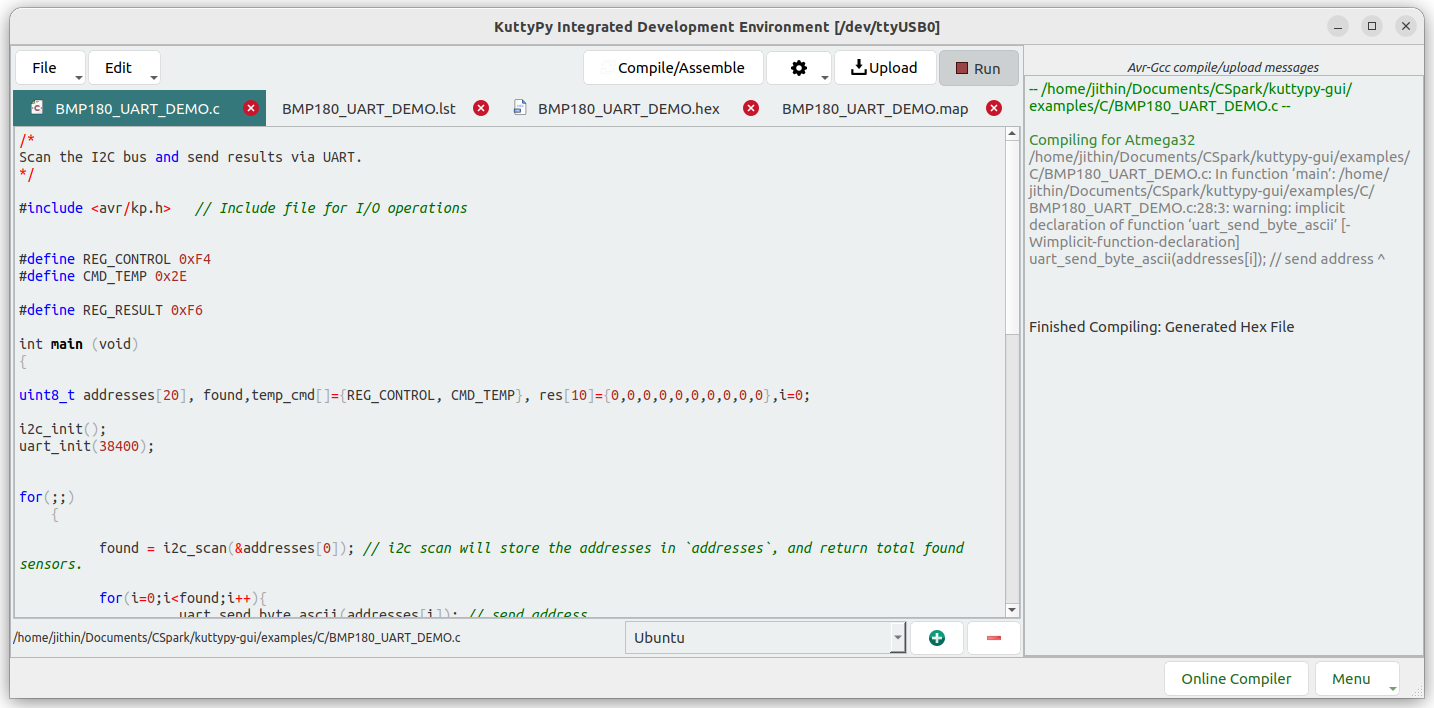 KuttyPy Integrated Development Environment [/dev/ttyUSB0]
File
Edit
Compile/Assemble
Upload
Run
BMP180_UART_DEMO.c
BMP180_UART_DEMO.lst
BMP180_UART_DEMO.hex
BMP180_UART_DEMO.map
/*
Scan the I2C bus and send results via UART.
*/
#include <avr/kp.h>   // Include file for I/O operations
#define REG_CONTROL 0xF4
#define CMD_TEMP 0x2E
#define REG_RESULT 0xF6
int main (void)
{
uint8_t addresses[20], found,temp_cmd[]={REG_CONTROL, CMD_TEMP}, res[10]={0,0,0,0,0,0,0,0,0,0},i=0;
i2c_init();
uart_init(38400);
for(;;)
{
found = i2c_scan(&addresses[0]); // i2c scan will store the addresses in `addresses`, and return total found
sensors.
for(i=0;i<found;i++){
uart_send_byte_ascii(addresses[i]); // send address
/home/jithin/Documents/CSpark/kuttypy-gui/examples/C/BMP180_UART_DEMO.c
Ubuntu
Avr-Gcc compile/upload messages
-- /home/jithin/Documents/CSpark/kuttypy-gui/
examples/C/BMP180_UART_DEMO.c --
Compiling for Atmega32
/home/jithin/Documents/CSpark/kuttypy-gui/examples/
C/BMP180_UART_DEMO.c: In function ‘main’: /home/
jithin/Documents/CSpark/kuttypy-gui/examples/C/
BMP180_UART_DEMO.c:28:3: warning: implicit
declaration of function ‘uart_send_byte_ascii’ [-
Wimplicit-function-declaration]
uart_send_byte_ascii(addresses[i]); // send address ^
Finished Compiling: Generated Hex File
Online Compiler
Menu